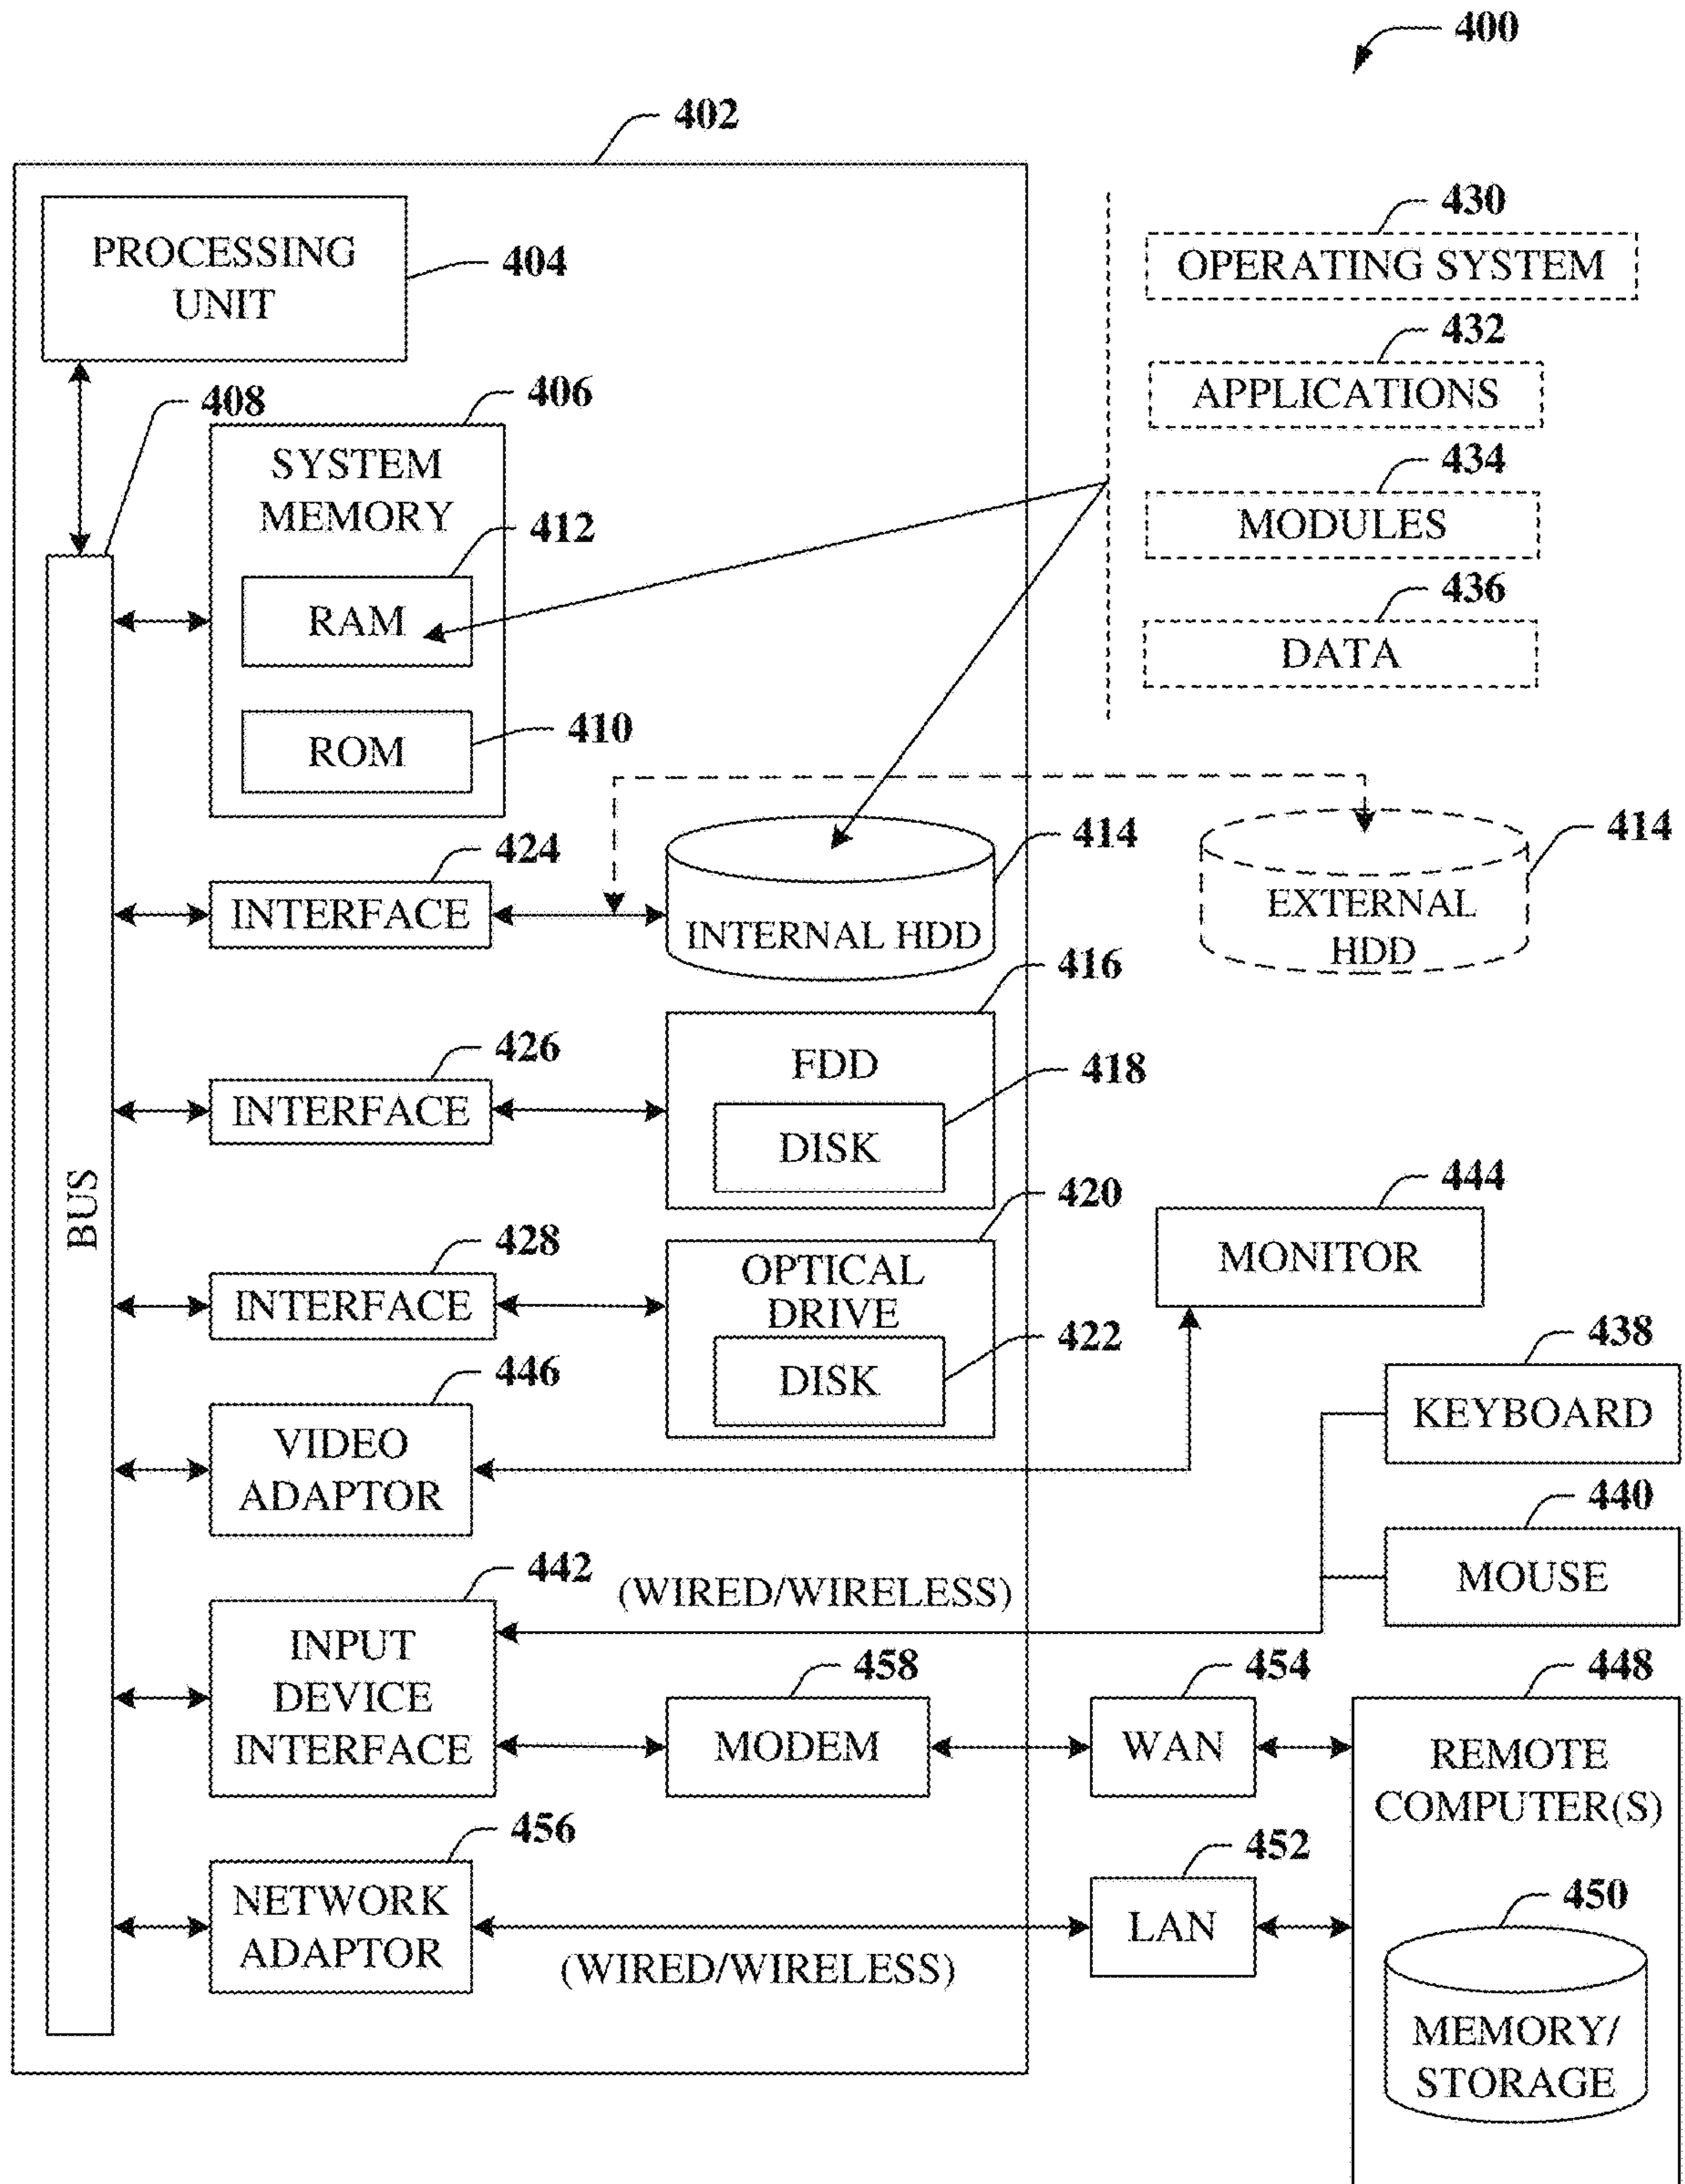 400
402
PROCESSING
UNIT
404
430
OPERATING SYSTEM
432
APPLICATIONS
434
MODULES
436
DATA
408
406
SYSTEM
MEMORY
412
RAM
410
ROM
BUS
424
INTERFACE
414
INTERNAL HDD
414
EXTERNAL
HDD
426
INTERFACE
416
FDD
418
DISK
428
INTERFACE
420
OPTICAL
DRIVE
422
DISK
444
MONITOR
446
VIDEO
ADAPTOR
438
KEYBOARD
440
MOUSE
442
(WIRED/WIRELESS)
INPUT
DEVICE
INTERFACE
458
MODEM
454
WAN
448
REMOTE
COMPUTER(S)
456
NETWORK
ADAPTOR
(WIRED/WIRELESS)
452
LAN
450
MEMORY/
STORAGE